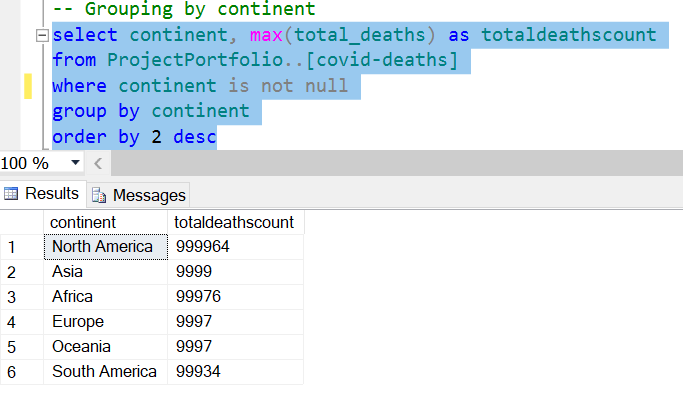 -- Grouping by continent
select continent, max(total_deaths) as totaldeathscount
from ProjectPortfolio..[covid-deaths]
where continent is not null
group by continent
order by 2 desc
100 %
Results Messages
continent totaldeathscount
1 North America 999964
2 Asia 9999
3 Africa 99976
4 Europe 9997
5 Oceania 9997
6 South America 99934